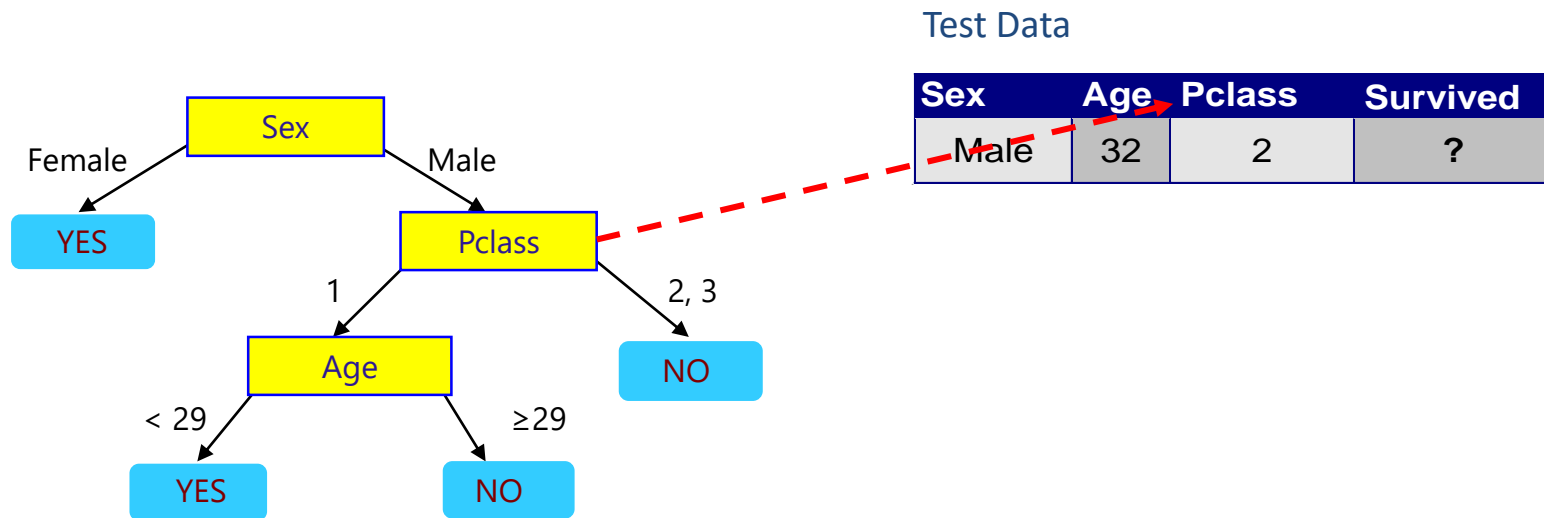 Test Data
Sex Age Pclass Survived
Male 32 2 ?
Sex
Female Male
YES Pclass
1 2, 3
Age NO
< 29 ≥29
YES NO